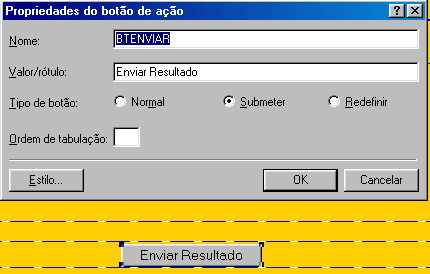 Propriedades do botão de ação
Nome: BTENVIAR
Valor/rótulo: Enviar Resultado
Tipo de botão: Normal Submeter Redefinir
Ordem de tabulação:
Estilo... OK Cancelar
Enviar Resultado